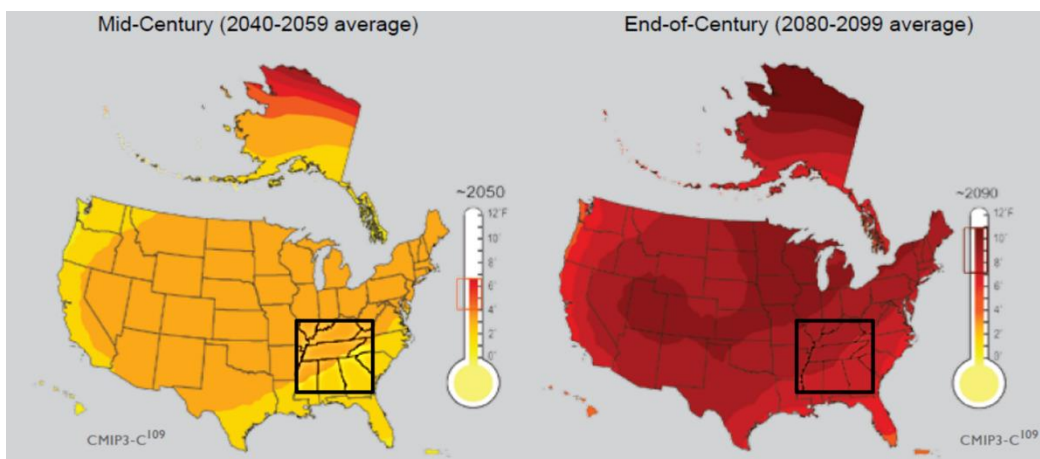 Mid-Century (2040-2059 average)
End-of-Century (2080-2099 average)
~2050
12°F
10°
8°
6°
4°
2°
0°
CMIP3-C109
~2090
12°F
10°
8°
6°
4°
2°
0°
CMIP3-C109